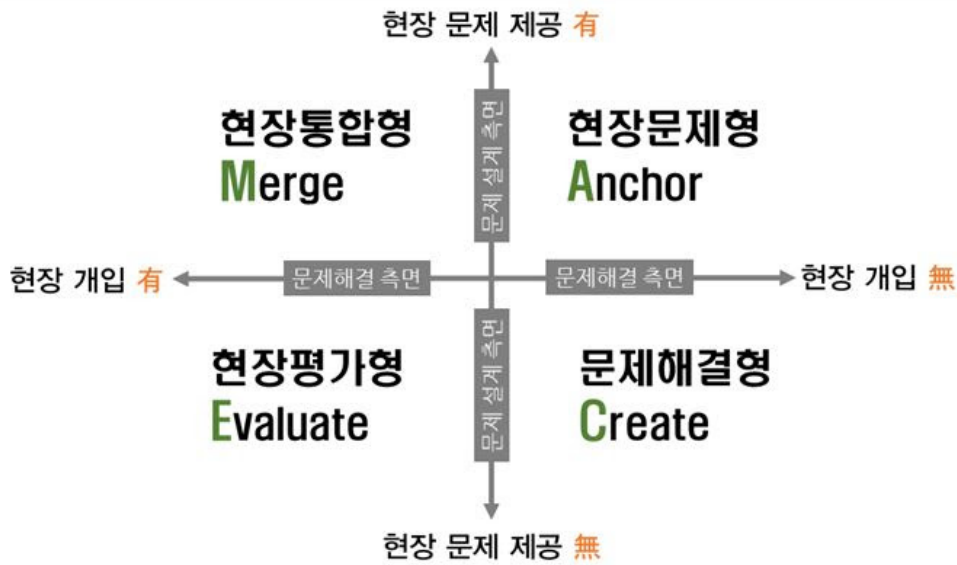 현장 문제 제공 有
현장통합형
Merge
현장문제형
Anchor
문제 설계 측면
현장 개입 有
문제해결 측면
문제해결 측면
현장 개입 無
현장평가형
Evaluate
문제해결형
Create
문제 설계 측면
현장 문제 제공 無